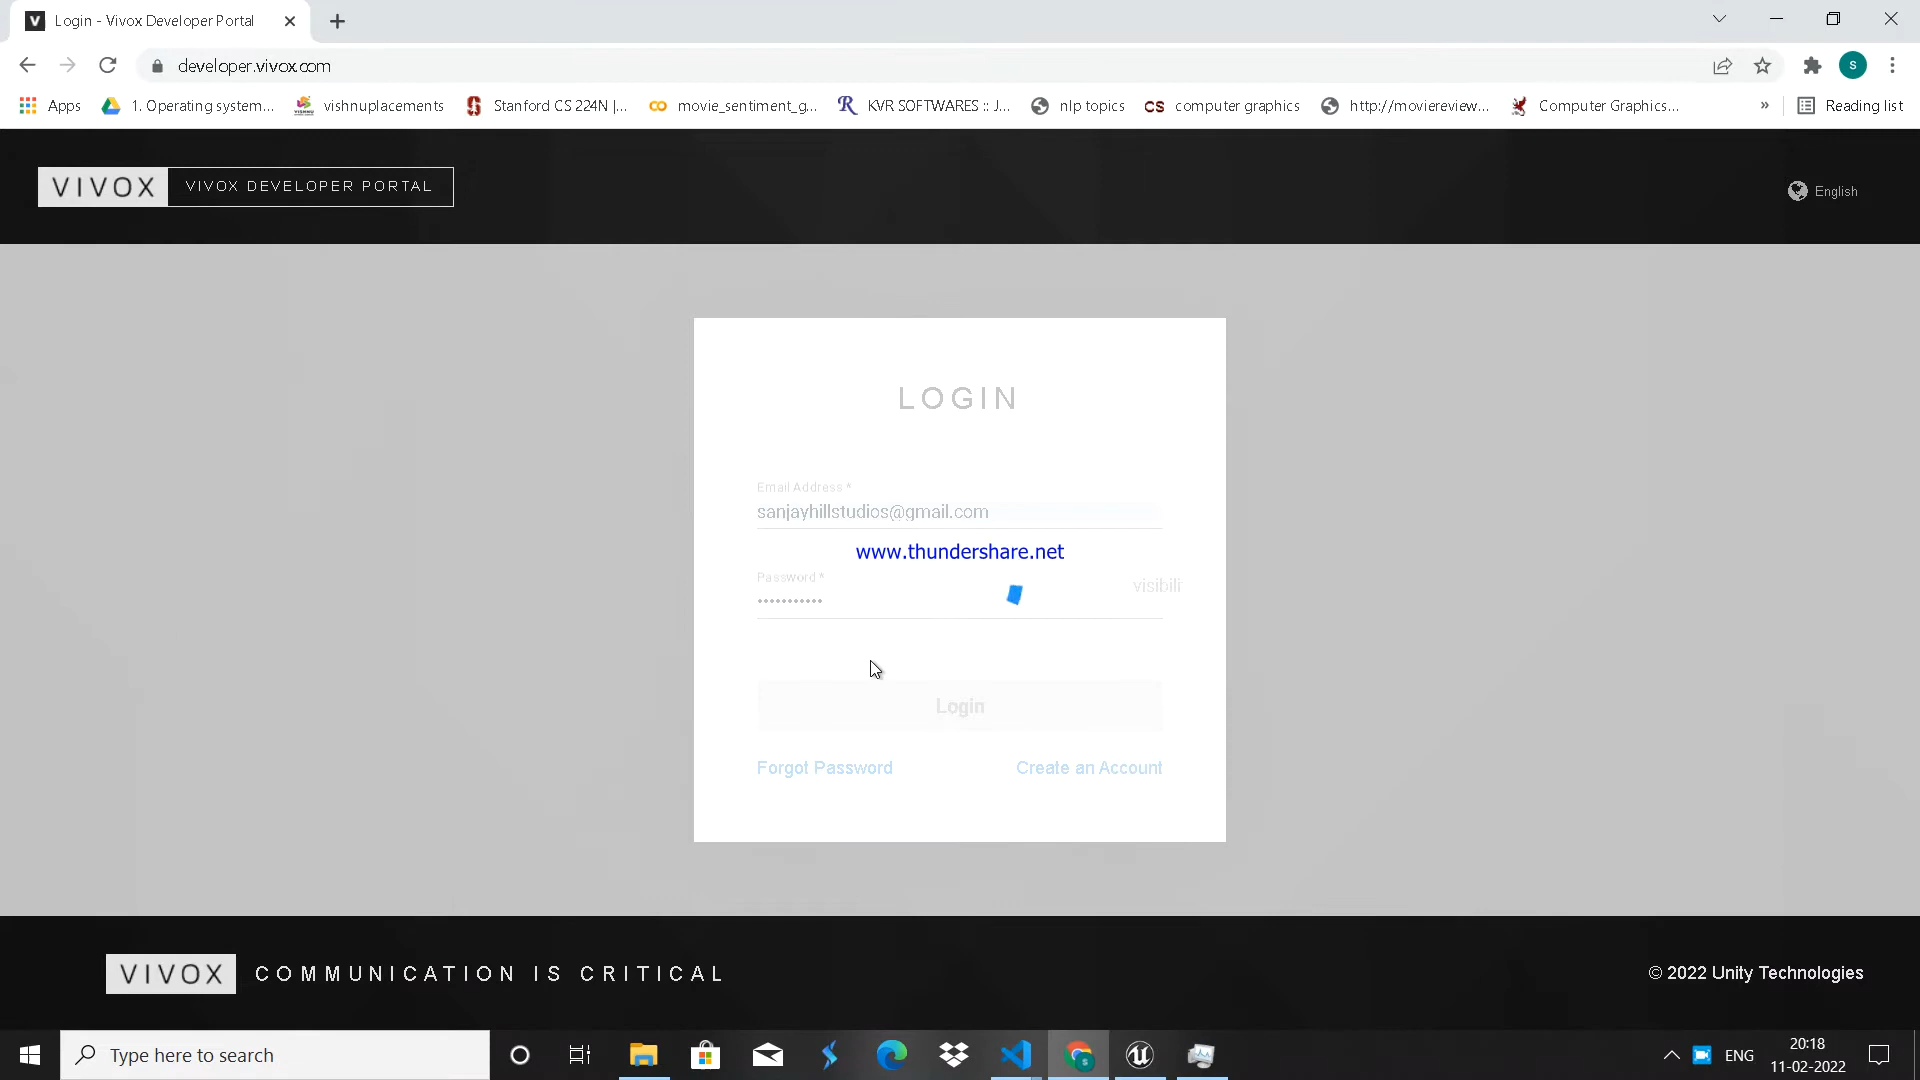 Login - Vivox Developer Portal
developer.vivox.com
S
Apps
1. Operating system...
vishnuplacements
Stanford CS 224N |...
movie_sentiment_g...
KVR SOFTWARES :: J...
nlp topics
CS computer graphics
http://moviereview...
Computer Graphics...
»
Reading list
VIVOX VIVOX DEVELOPER PORTAL
English
LOGIN
Email Address *
sanjayhillstudios@gmail.com
www.thundershare.net
Password *
visibili
Login
Forgot Password
Create an Account
VIVOX COMMUNICATION IS CRITICAL
© 2022 Unity Technologies
Type here to search
ENG
20:18
11-02-2022